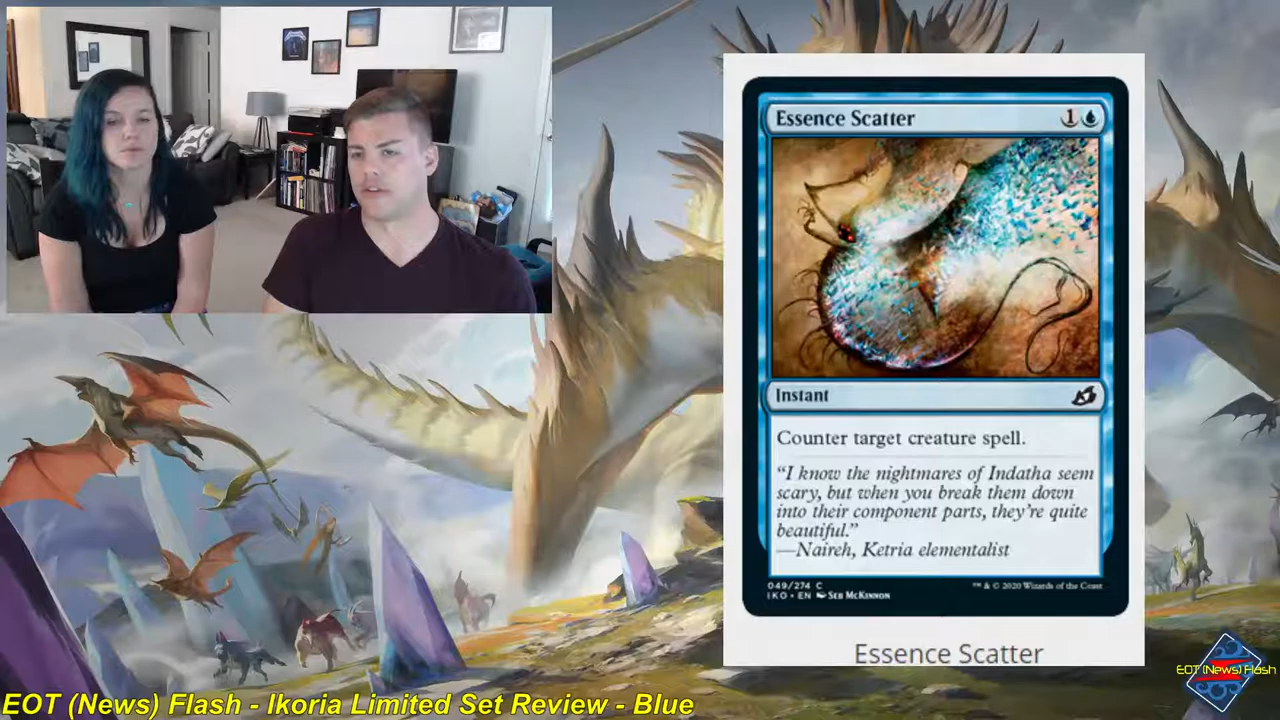 Essence Scatter
1
Instant
Counter target creature spell.
“I know the nightmares of Indatha seem
scary, but when you break them down
into their component parts, they’re quite
beautiful.”
—Naireh, Ketria elementalist
049/274 C
IKO • EN Seb McKinnon
™ & © 2020 Wizards of the Coast
Essence Scatter
EOT (News) Flash
EOT (News) Flash - Ikoria Limited Set Review - Blue